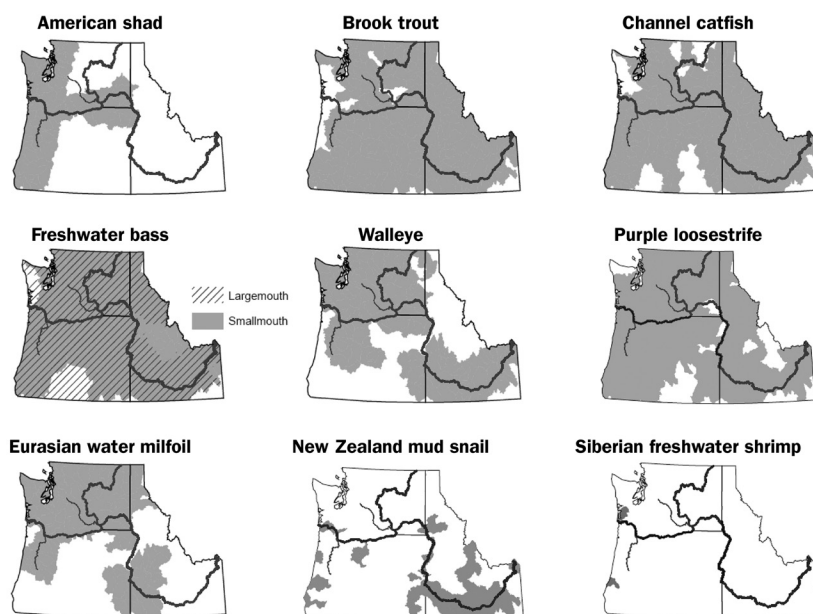 American shad
Brook trout
Channel catfish
Freshwater bass
Walleye
Purple loosestrife
Largemouth
Smallmouth
Eurasian water milfoil
New Zealand mud snail
Siberian freshwater shrimp